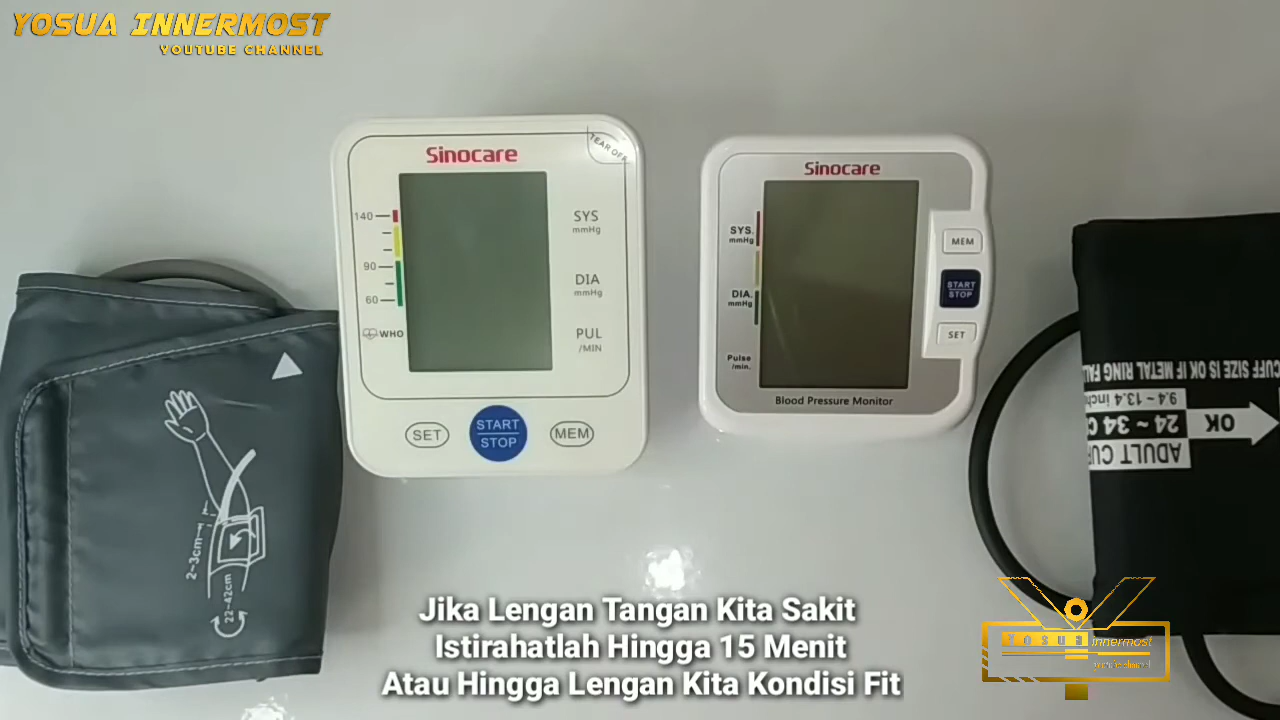 YOSUA INNERMOST
YOUTUBE CHANNEL
Sinocare
TEAR OFF
140
90
60
WHO
SYS
mmHg
DIA
mmHg
PUL
/MIN
SET
START
STOP
MEM
Sinocare
SYS.
mmHg
DIA.
mmHg
Pulse
/min.
MEM
START
STOP
SET
Blood Pressure Monitor
2~3cm
22~42cm
CUFF SIZE IS OK IF METAL RING
9.4~13.4 inch
24~34
OK
ADULT
Jika Lengan Tangan Kita Sakit
Istirahatlah Hingga 15 Menit
Atau Hingga Lengan Kita Kondisi Fit
Yosua innermost
youtube channel